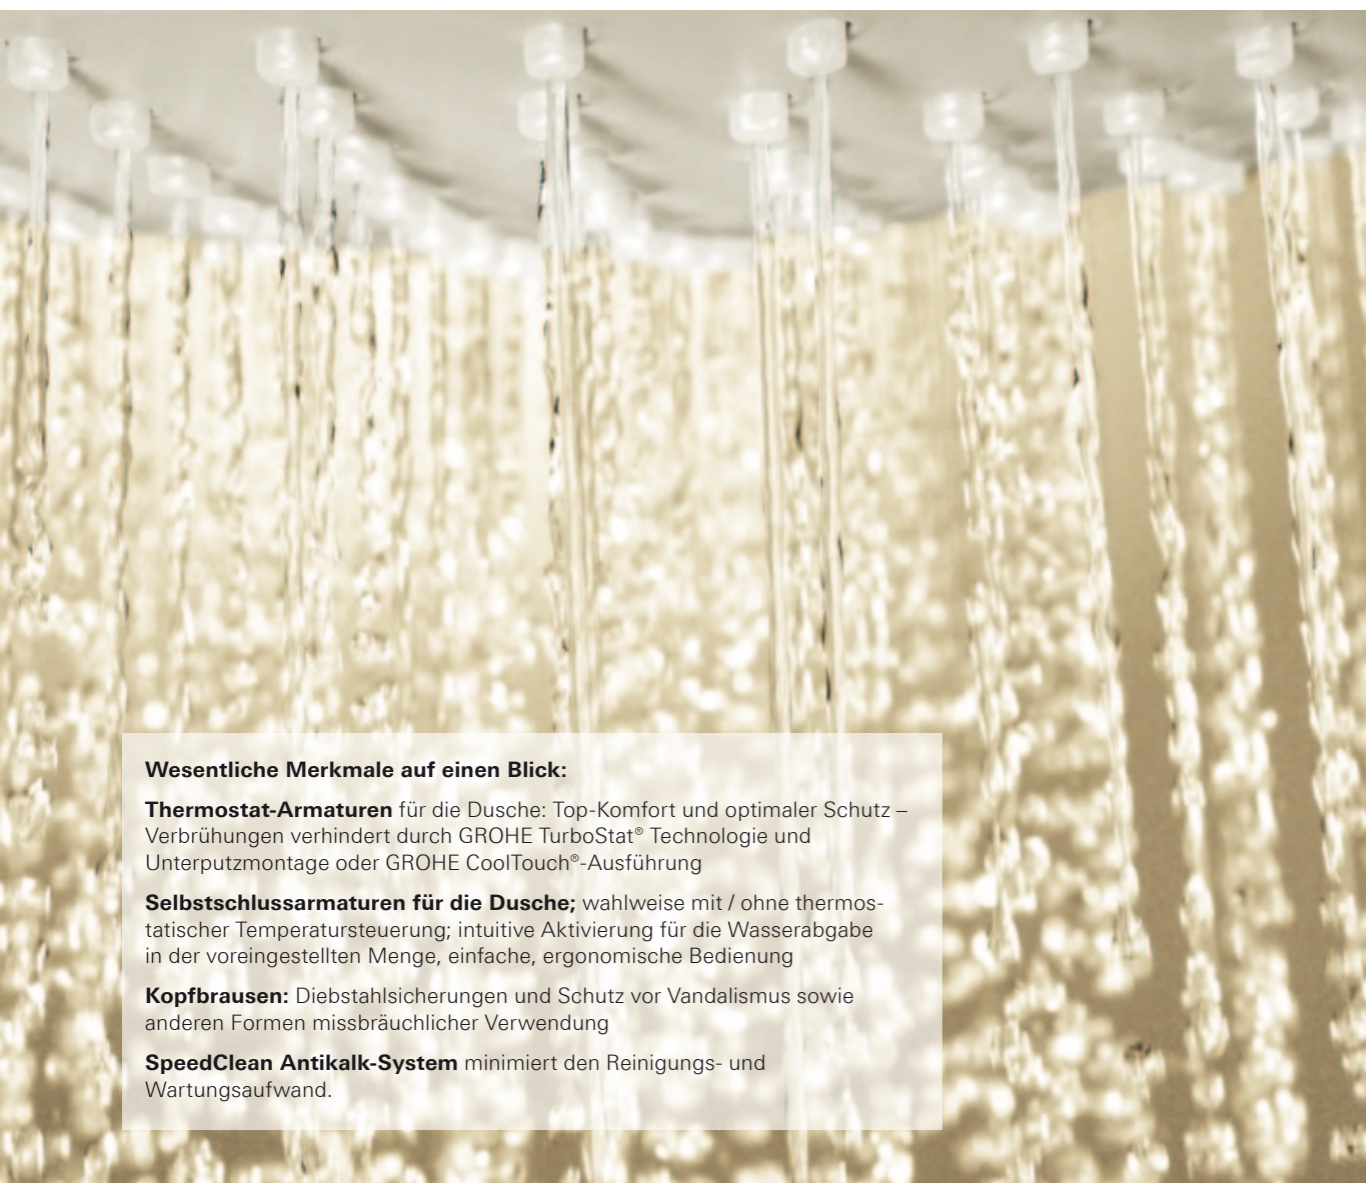 Wesentliche Merkmale auf einen Blick:
Thermostat-Armaturen für die Dusche: Top-Komfort und optimaler Schutz –
Verbrühungen verhindert durch GROHE TurboStat® Technologie und
Unterputzmontage oder GROHE CoolTouch®-Ausführung
Selbstschlussarmaturen für die Dusche; wahlweise mit / ohne thermos-
tatischer Temperatursteuerung; intuitive Aktivierung für die Wasserabgabe
in der voreingestellten Menge, einfache, ergonomische Bedienung
Kopfbrausen: Diebstahlsicherungen und Schutz vor Vandalismus sowie
anderen Formen missbräuchlicher Verwendung
SpeedClean Antikalk-System minimiert den Reinigungs- und
Wartungsaufwand.